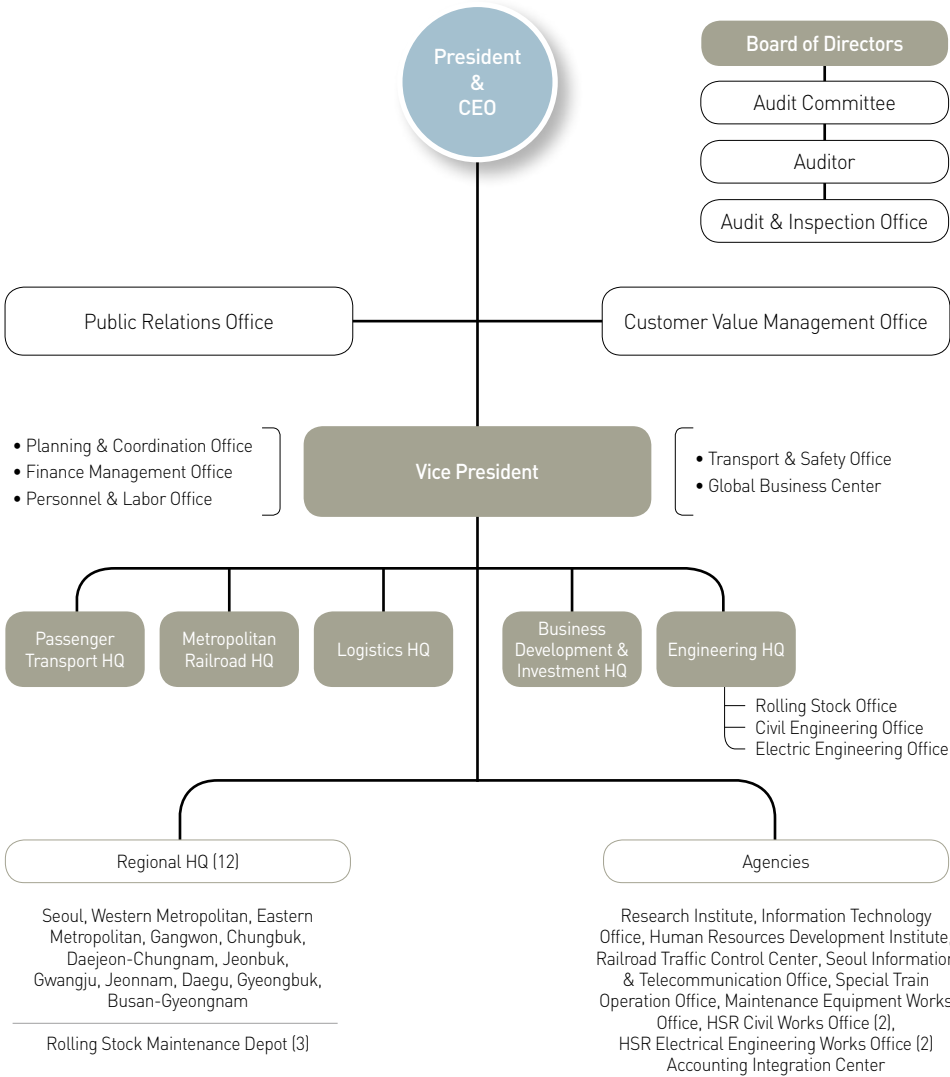 President
&
CEO
Board of Directors
Audit Committee
Auditor
Audit & Inspection Office
Public Relations Office
Customer Value Management Office
• Planning & Coordination Office
• Finance Management Office
• Personnel & Labor Office
Vice President
• Transport & Safety Office
• Global Business Center
Passenger
Transport HQ
Metropolitan
Railroad HQ
Logistics HQ
Business
Development &
Investment HQ
Engineering HQ
Rolling Stock Office
Civil Engineering Office
Electric Engineering Office
Regional HQ (12)
Seoul, Western Metropolitan, Eastern
Metropolitan, Gangwon, Chungbuk,
Daejeon-Chungnam, Jeonbuk,
Gwangju, Jeonnam, Daegu, Gyeongbuk,
Busan-Gyeongnam
Rolling Stock Maintenance Depot (3)
Agencies
Research Institute, Information Technology
Office, Human Resources Development Institute,
Railroad Traffic Control Center, Seoul Information
& Telecommunication Office, Special Train
Operation Office, Maintenance Equipment Works
Office, HSR Civil Works Office (2),
HSR Electrical Engineering Works Office (2)
Accounting Integration Center